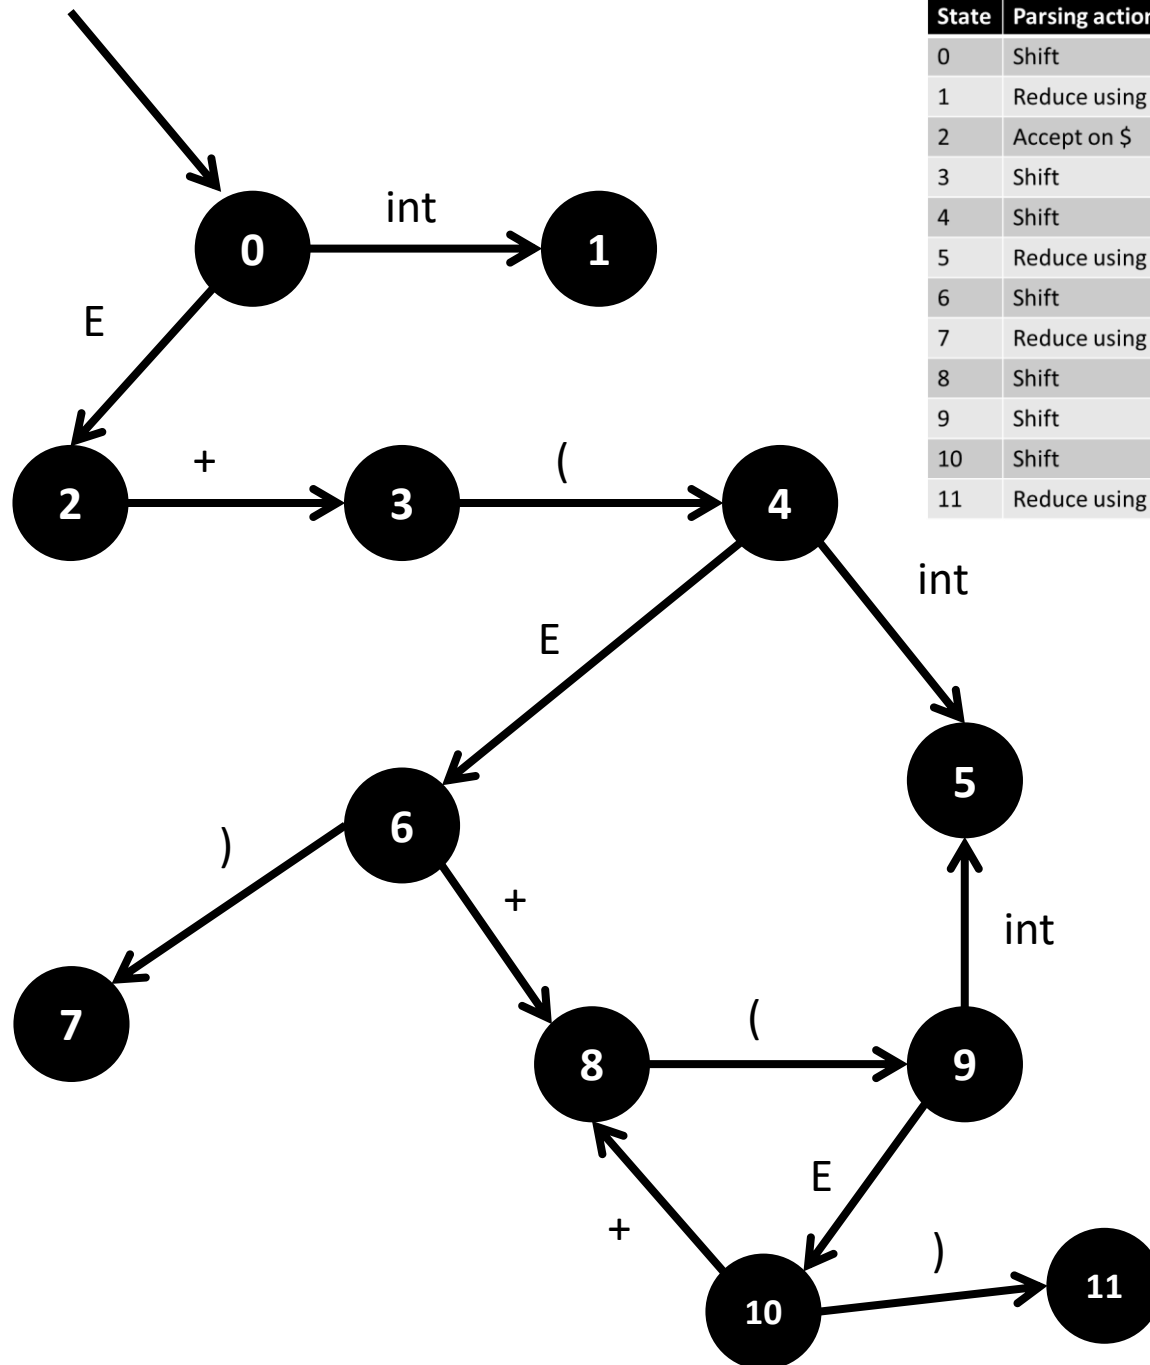 State Parsing action
0 Shift
1 Reduce using
2 Accept on $
3 Shift
4 Shift
5 Reduce using
6 Shift
7 Reduce using
8 Shift
9 Shift
10 Shift
11 Reduce using
int
0
1
E
+
(
2
3
4
int
E
5
6
)
+
int
7
(
8
9
E
+
)
10
11